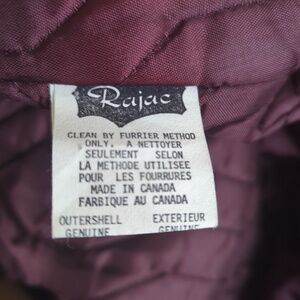 Rajac
CLEAN BY FURRIER METHOD
ONLY. A NETTOYER
SEULEMENT SELON
LA METHODE UTILISEE
POUR LES FOURRURES
MADE IN CANADA
FARBIQUE AU CANADA
OUTERSHELL EXTERIEUR
GENUINE GENUINE